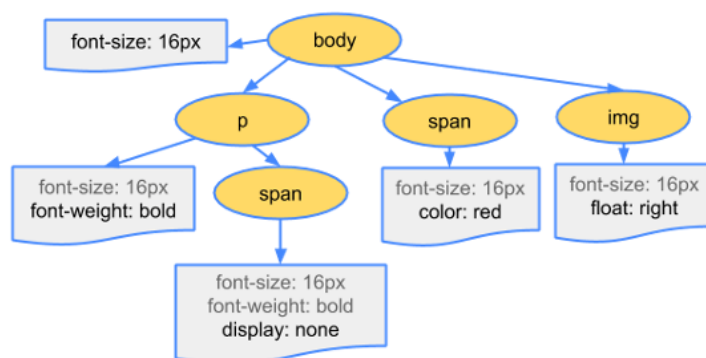 font-size: 16px
body
p
span
img
font-size: 16px
font-weight: bold
span
font-size: 16px
color: red
font-size: 16px
float: right
font-size: 16px
font-weight: bold
display: none